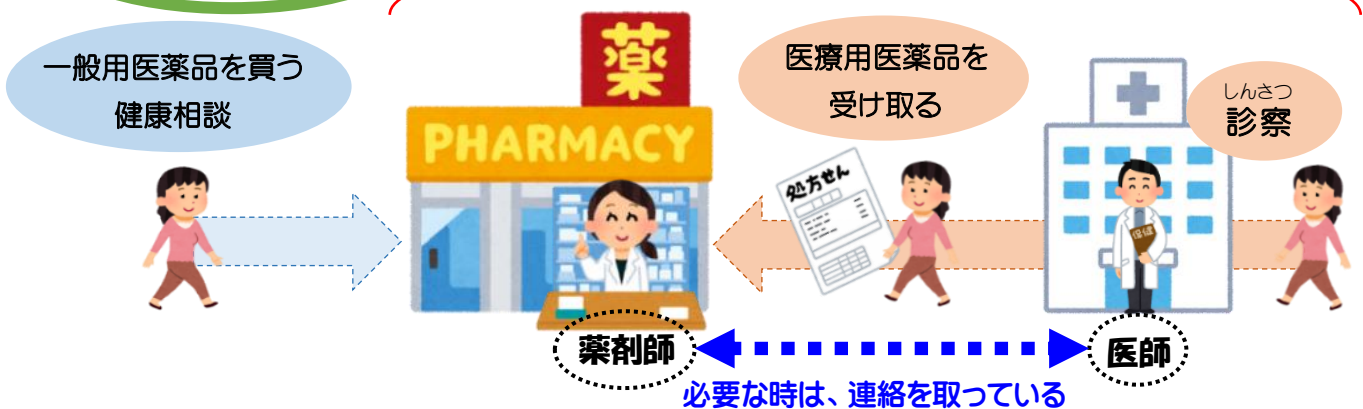 一般用医薬品を買う
健康相談
薬
PHARMACY
医療用医薬品を
受け取る
処方せん
しんさつ
診察
保健
薬剤師
医師
必要な時は、連絡を取っている